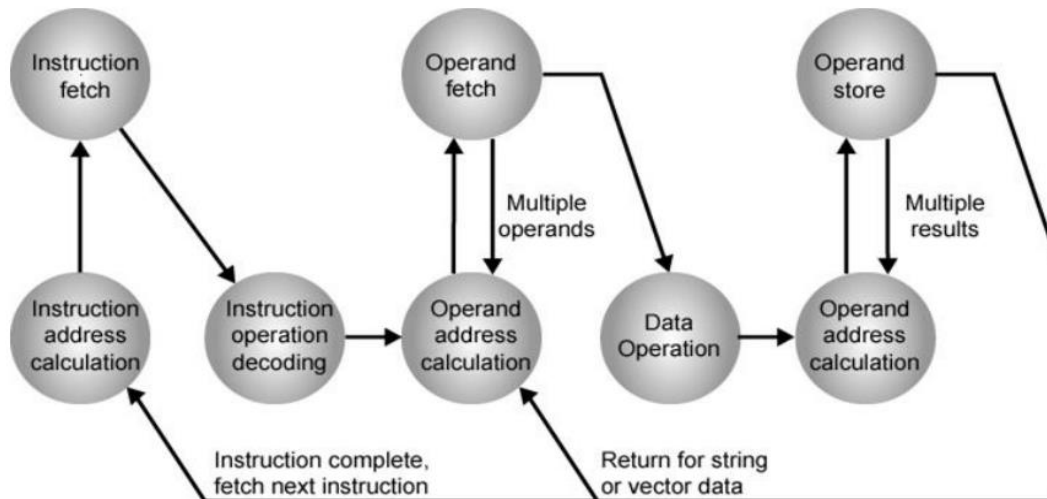 Instruction
fetch
Operand
fetch
Operand
store
Multiple
operands
Multiple
results
Instruction
address
calculation
Instruction
operation
decoding
Operand
address
calculation
Data
Operation
Operand
address
calculation
Instruction complete,
fetch next instruction
Return for string
or vector data